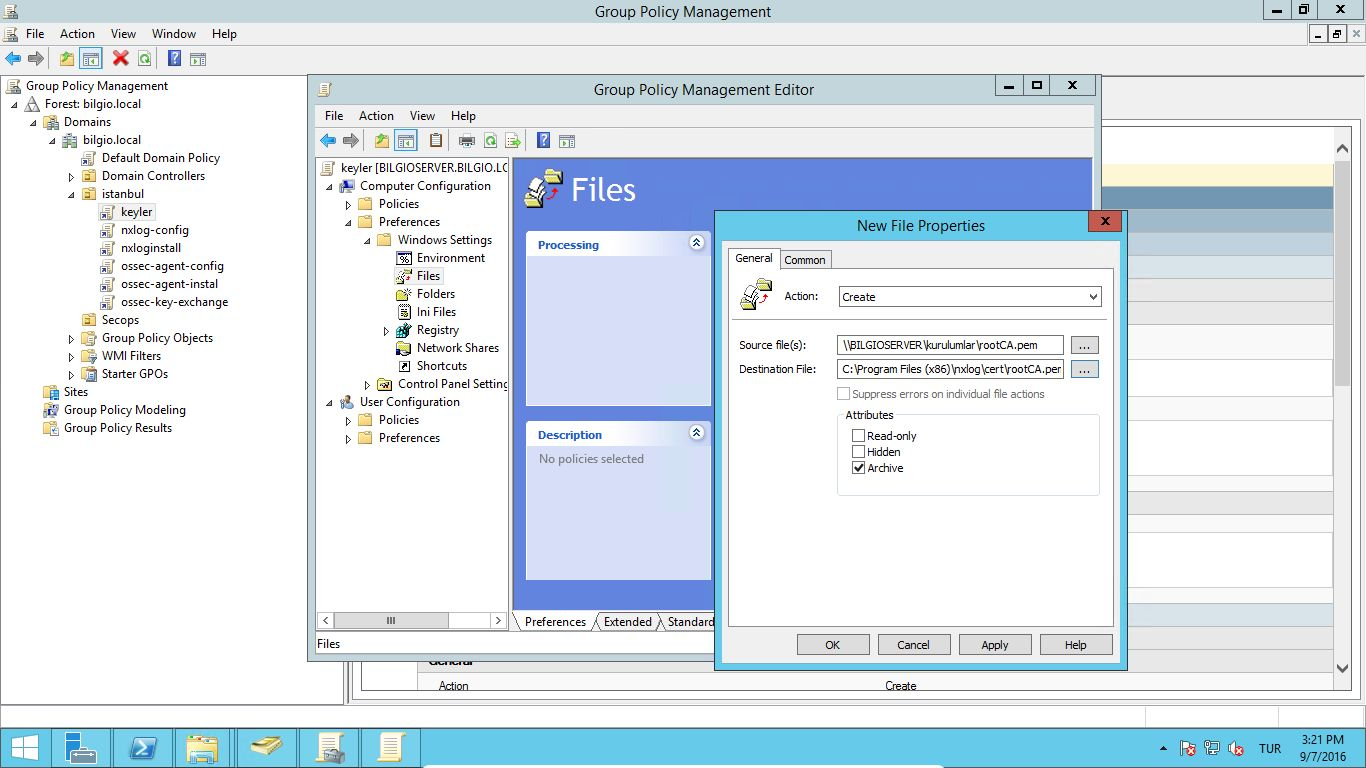 Group Policy Management
File Action View Window Help
Group Policy Management
Forest: bilgio.local
Domains
bilgio.local
Default Domain Policy
Domain Controllers
istanbul
keyler
nxlog-config
nxloginstall
ossec-agent-config
ossec-agent-instal
ossec-key-exchange
Secops
Group Policy Objects
WMI Filters
Starter GPOs
Sites
Group Policy Modeling
Group Policy Results
Group Policy Management Editor
File Action View Help
keyler [BILGIOSERVER.BILGIO.LO
Computer Configuration
Policies
Preferences
Windows Settings
Environment
Files
Folders
Ini Files
Registry
Network Shares
Shortcuts
Control Panel Setting
User Configuration
Policies
Preferences
Files
Processing
Description
No policies selected
Preferences Extended Standard
Files
New File Properties
General Common
Action: Create
Source file(s): \\BILGIOSERVER\kurulumlar\rootCA.pem ...
Destination File: C:\Program Files (x86)\nxlog\cert\rootCA.pem ...
Suppress errors on individual file actions
Attributes
Read-only
Hidden
Archive
OK Cancel Apply Help
General
Action Create
TUR
3:21 PM
9/7/2016